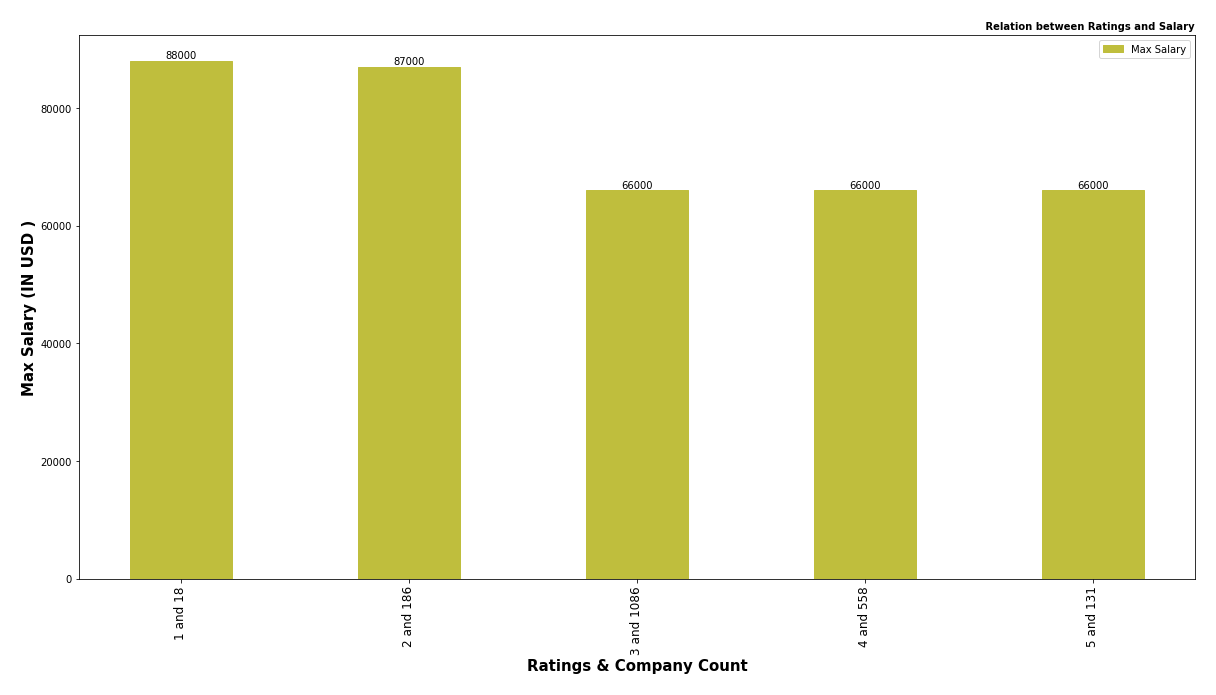 Relation between Ratings and Salary
Max Salary
88000
87000
66000
66000
66000
80000
60000
40000
20000
0
Max Salary (IN USD )
1 and 18
2 and 186
3 and 1086
4 and 558
5 and 131
Ratings & Company Count